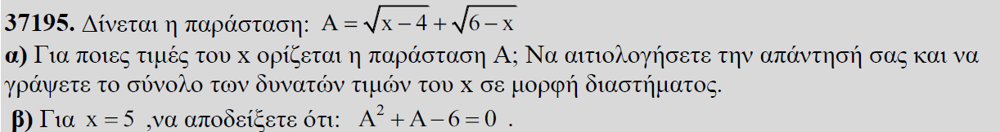 37195. Δίνεται η παράσταση: A = √x − 4 + √6 − x
α) Για ποιες τιμές του x ορίζεται η παράσταση A; Να αιτιολογήσετε την απάντησή σας και να
γράψετε το σύνολο των δυνατών τιμών του x σε μορφή διαστήματος.
β) Για x = 5 ,να αποδείξετε ότι: A² + A − 6 = 0 .